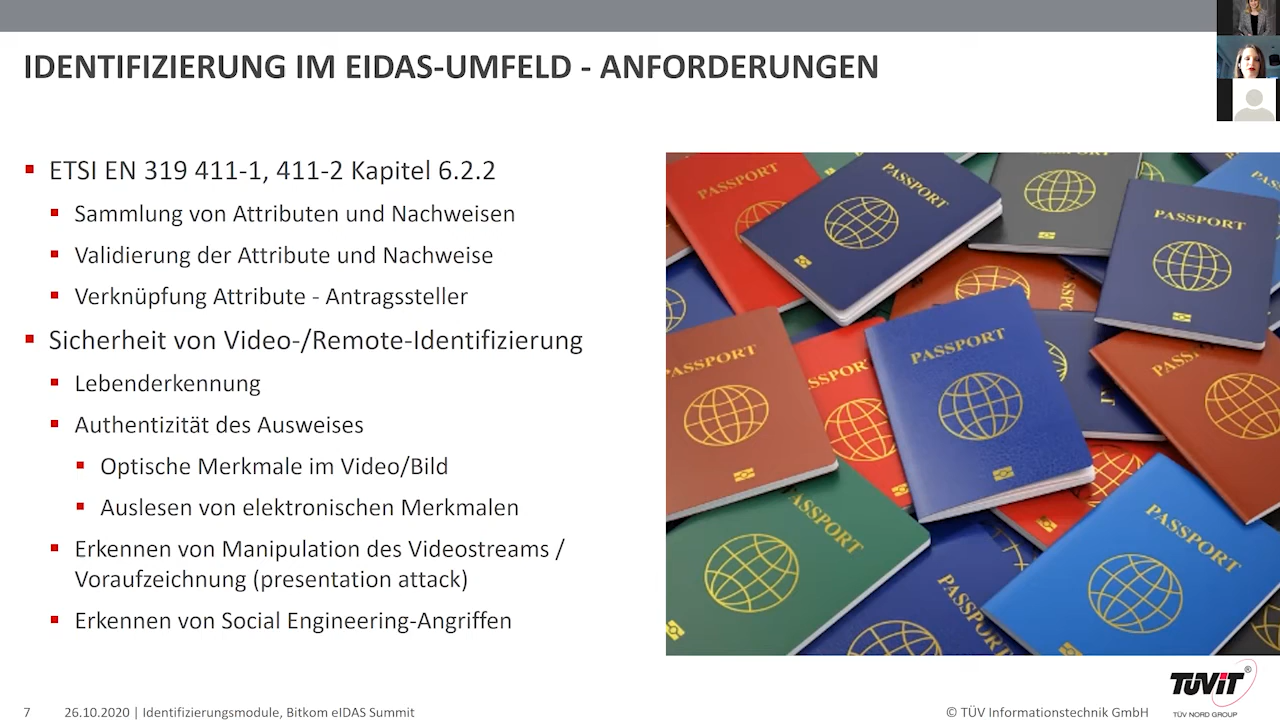 IDENTIFIZIERUNG IM EIDAS-UMFELD - ANFORDERUNGEN
ETSI EN 319 411-1, 411-2 Kapitel 6.2.2
Sammlung von Attributen und Nachweisen
Validierung der Attribute und Nachweise
Verknüpfung Attribute - Antragssteller
Sicherheit von Video-/Remote-Identifizierung
Lebenderkennung
Authentizität des Ausweises
Optische Merkmale im Video/Bild
Auslesen von elektronischen Merkmalen
Erkennen von Manipulation des Videostreams /
Voraufzeichnung (presentation attack)
Erkennen von Social Engineering-Angriffen
PASSPORT
PASSPORT
PASSPORT
PASSPORT
PASSPORT
PASSPORT
PASSPORT
PASSPORT
7 26.10.2020 | Identifizierungsmodule, Bitkom eIDAS Summit
© TÜV Informationstechnik GmbH
TÜViT®
TÜV NORD GROUP